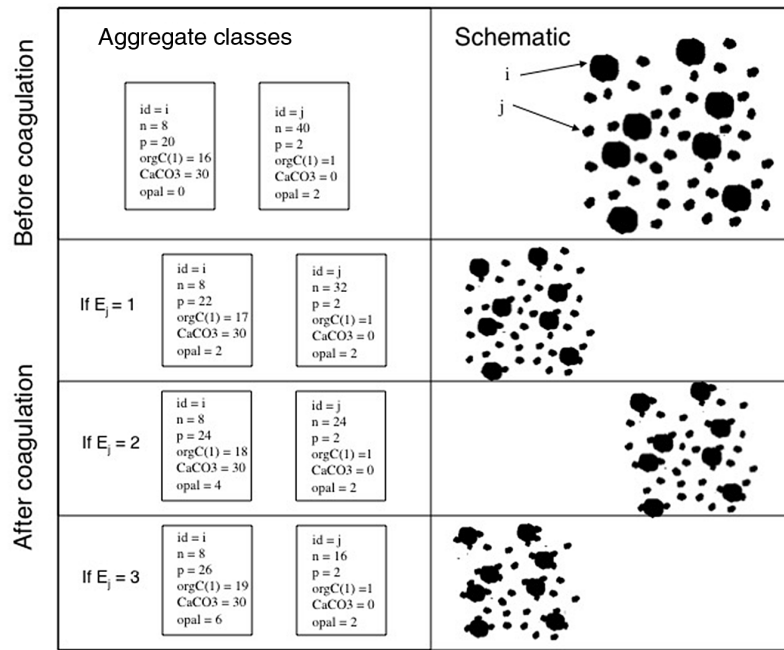 Before coagulation
Aggregate classes
Schematic
id = i
n = 8
p = 20
orgC(1) = 16
CaCO3 = 30
opal = 0
id = j
n = 40
p = 2
orgC(1) =1
CaCO3 = 0
opal = 2
i
j
After coagulation
If Ej = 1
id = i
n = 8
p = 22
orgC(1) = 17
CaCO3 = 30
opal = 2
id = j
n = 32
p = 2
orgC(1) =1
CaCO3 = 0
opal = 2
If Ej = 2
id = i
n = 8
p = 24
orgC(1) = 18
CaCO3 = 30
opal = 4
id = j
n = 24
p = 2
orgC(1) =1
CaCO3 = 0
opal = 2
If Ej = 3
id = i
n = 8
p = 26
orgC(1) = 19
CaCO3 = 30
opal = 6
id = j
n = 16
p = 2
orgC(1) =1
CaCO3 = 0
opal = 2